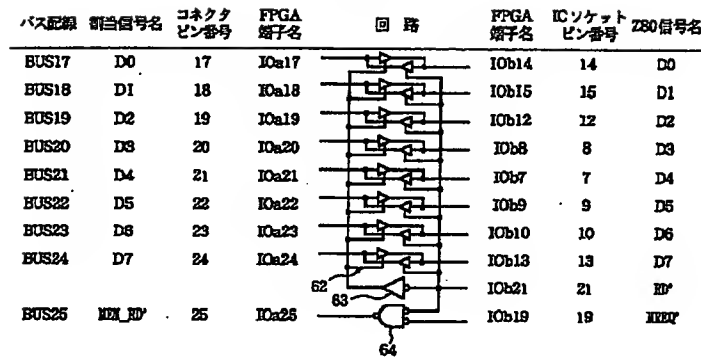 バス配線 割当信号名 コネクタピン番号 FPGA端子名 回 路 FPGA端子名 ICソケットピン番号 Z80信号名
BUS17 D0 17 IOa17 IOb14 14 D0
BUS18 D1 18 IOa18 IOb15 15 D1
BUS19 D2 19 IOa19 IOb12 12 D2
BUS20 D3 20 IOa20 IOb8 8 D3
BUS21 D4 21 IOa21 IOb7 7 D4
BUS22 D5 22 IOa22 IOb9 9 D5
BUS23 D6 23 IOa23 IOb10 10 D6
BUS24 D7 24 IOa24 IOb13 13 D7
62
63 IOb21 21 RD*
BUS25 MEM_RD* 25 IOa25 IOb19 19 MREQ*
64